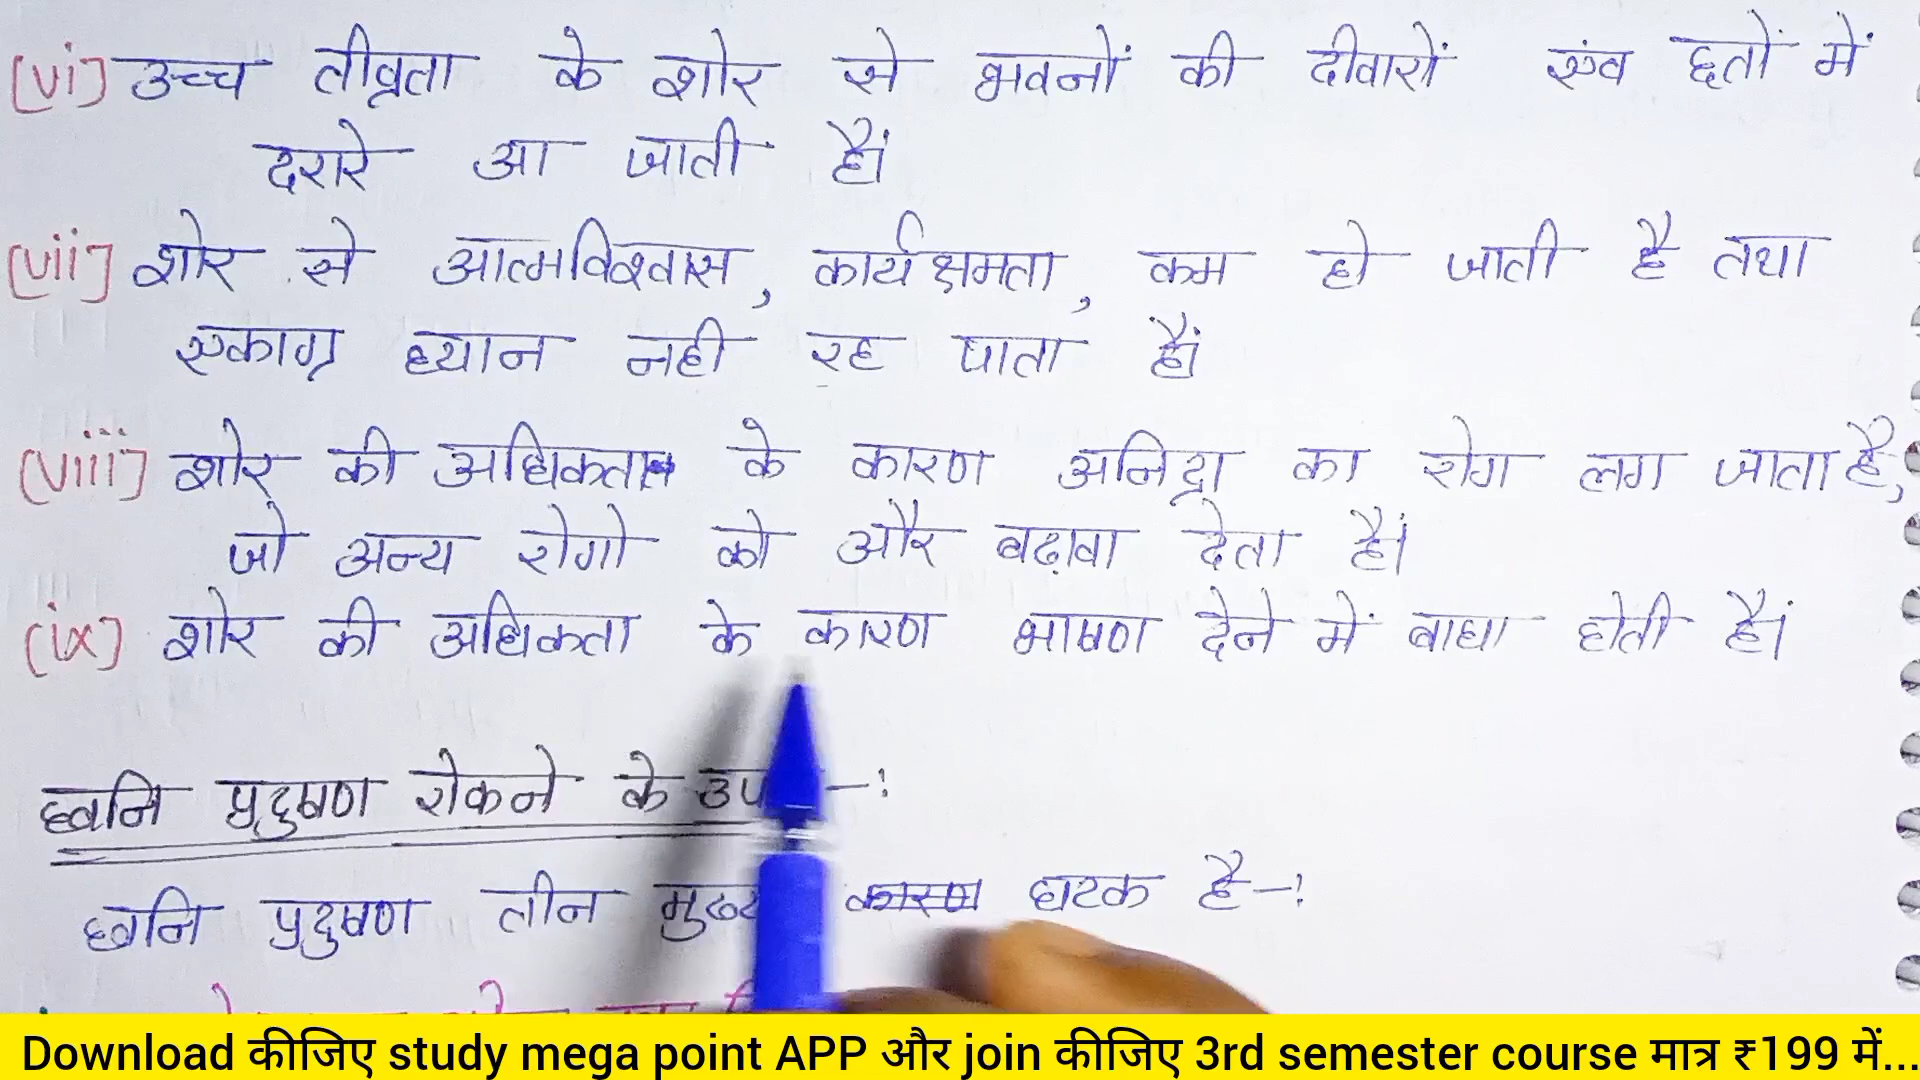 (vi) उच्च तीव्रता के शोर से भवनों की दीवारों एंव छतों में
दरारे आ जाती हैं।
(vii) शोर से आत्मविश्वास, कार्यक्षमता, कम हो जाती है तथा
एकाग्र ध्यान नही रह पाता हैं।
(viii) शोर की अधिकता के कारण अनिद्रा का रोग लग जाता है,
जो अन्य रोगो को और बढ़ावा देता है।
(ix) शोर की अधिकता के कारण भाषण देने में बाधा होती है।
ध्वनि प्रदुषण रोकने के उप -:
ध्वनि प्रदुषण तीन मुख्य कारण घटक है -:
Download कीजिए study mega point APP और join कीजिए 3rd semester course मात्र ₹199 में...